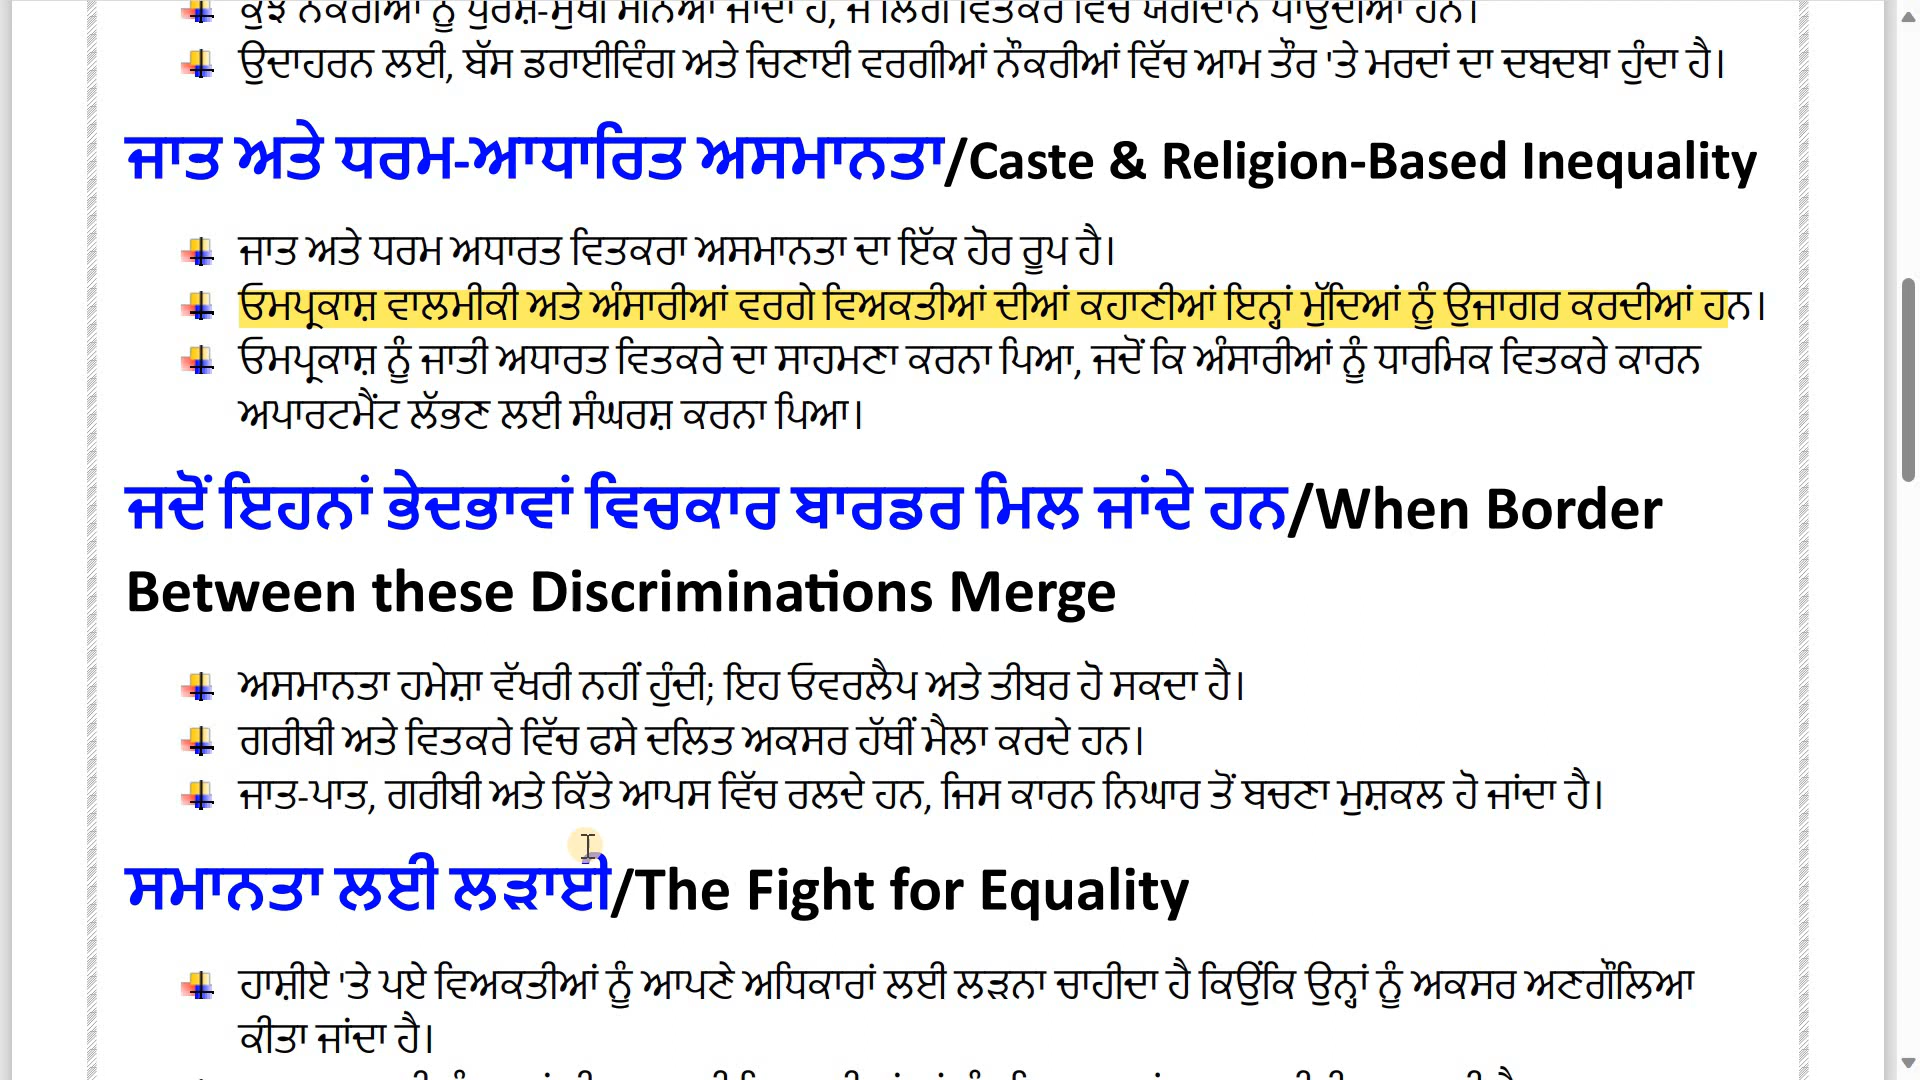 ਕੁਝ ਨੌਕਰੀਆਂ ਨੂੰ ਪੁਰਸ਼-ਮੁਖੀ ਮੰਨਿਆ ਜਾਂਦਾ ਹੈ, ਜੋ ਲਿੰਗ ਵਿਤਕਰੇ ਵਿੱਚ ਯੋਗਦਾਨ ਪਾਉਂਦੀਆਂ ਹਨ।
ਉਦਾਹਰਨ ਲਈ, ਬੱਸ ਡਰਾਈਵਿੰਗ ਅਤੇ ਚਿਣਾਈ ਵਰਗੀਆਂ ਨੌਕਰੀਆਂ ਵਿੱਚ ਆਮ ਤੌਰ 'ਤੇ ਮਰਦਾਂ ਦਾ ਦਬਦਬਾ ਹੁੰਦਾ ਹੈ।
ਜਾਤ ਅਤੇ ਧਰਮ-ਆਧਾਰਿਤ ਅਸਮਾਨਤਾ/Caste & Religion-Based Inequality
ਜਾਤ ਅਤੇ ਧਰਮ ਅਧਾਰਤ ਵਿਤਕਰਾ ਅਸਮਾਨਤਾ ਦਾ ਇੱਕ ਹੋਰ ਰੂਪ ਹੈ।
ਓਮਪ੍ਰਕਾਸ਼ ਵਾਲਮੀਕੀ ਅਤੇ ਅੰਸਾਰੀਆਂ ਵਰਗੇ ਵਿਅਕਤੀਆਂ ਦੀਆਂ ਕਹਾਣੀਆਂ ਇਨ੍ਹਾਂ ਮੁੱਦਿਆਂ ਨੂੰ ਉਜਾਗਰ ਕਰਦੀਆਂ ਹਨ।
ਓਮਪ੍ਰਕਾਸ਼ ਨੂੰ ਜਾਤੀ ਅਧਾਰਤ ਵਿਤਕਰੇ ਦਾ ਸਾਹਮਣਾ ਕਰਨਾ ਪਿਆ, ਜਦੋਂ ਕਿ ਅੰਸਾਰੀਆਂ ਨੂੰ ਧਾਰਮਿਕ ਵਿਤਕਰੇ ਕਾਰਨ
ਅਪਾਰਟਮੈਂਟ ਲੱਭਣ ਲਈ ਸੰਘਰਸ਼ ਕਰਨਾ ਪਿਆ।
ਜਦੋਂ ਇਹਨਾਂ ਭੇਦਭਾਵਾਂ ਵਿਚਕਾਰ ਬਾਰਡਰ ਮਿਲ ਜਾਂਦੇ ਹਨ/When Border
Between these Discriminations Merge
ਅਸਮਾਨਤਾ ਹਮੇਸ਼ਾ ਵੱਖਰੀ ਨਹੀਂ ਹੁੰਦੀ; ਇਹ ਓਵਰਲੈਪ ਅਤੇ ਤੀਬਰ ਹੋ ਸਕਦਾ ਹੈ।
ਗਰੀਬੀ ਅਤੇ ਵਿਤਕਰੇ ਵਿੱਚ ਫਸੇ ਦਲਿਤ ਅਕਸਰ ਹੱਥੀਂ ਮੈਲਾ ਕਰਦੇ ਹਨ।
ਜਾਤ-ਪਾਤ, ਗਰੀਬੀ ਅਤੇ ਕਿੱਤੇ ਆਪਸ ਵਿੱਚ ਰਲਦੇ ਹਨ, ਜਿਸ ਕਾਰਨ ਨਿਘਾਰ ਤੋਂ ਬਚਣਾ ਮੁਸ਼ਕਲ ਹੋ ਜਾਂਦਾ ਹੈ।
ਸਮਾਨਤਾ ਲਈ ਲੜਾਈ/The Fight for Equality
ਹਾਸ਼ੀਏ 'ਤੇ ਪਏ ਵਿਅਕਤੀਆਂ ਨੂੰ ਆਪਣੇ ਅਧਿਕਾਰਾਂ ਲਈ ਲੜਨਾ ਚਾਹੀਦਾ ਹੈ ਕਿਉਂਕਿ ਉਨ੍ਹਾਂ ਨੂੰ ਅਕਸਰ ਅਣਗੌਲਿਆ
ਕੀਤਾ ਜਾਂਦਾ ਹੈ।